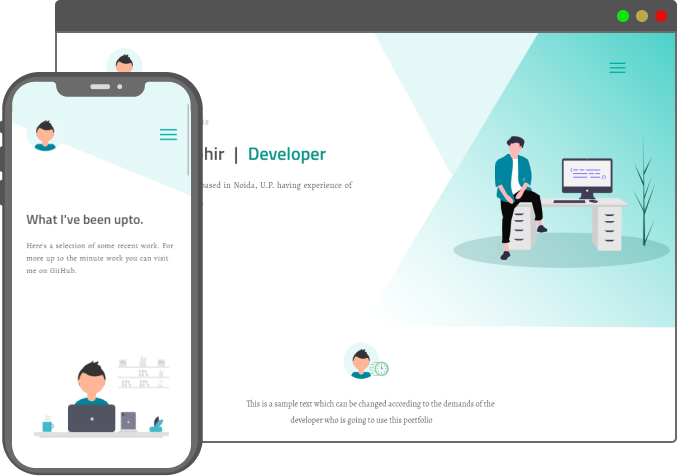 hir | Developer
based in Noida, U.P. having experience of
What I've been upto.
Here's a selection of some recent work. For
more up to the minute work you can visit
me on GitHub.
This is a sample text which can be changed according to the demands of the
developer who is going to use this portfolio